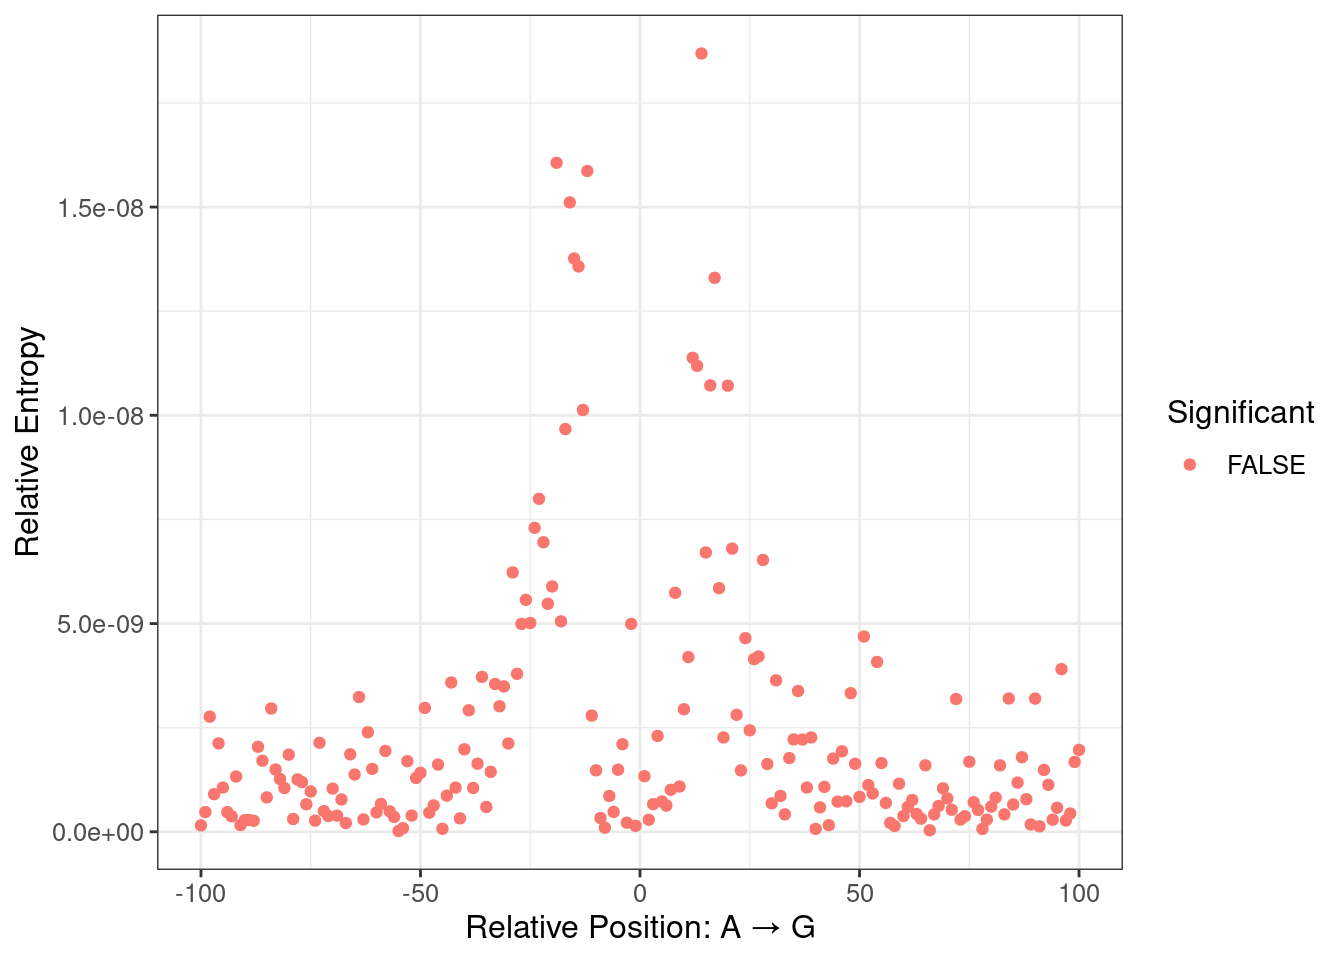 Relative Entropy
1.5e-08
1.0e-08
5.0e-09
0.0e+00
-100 -50 0 50 100
Relative Position: A → G
Significant
FALSE